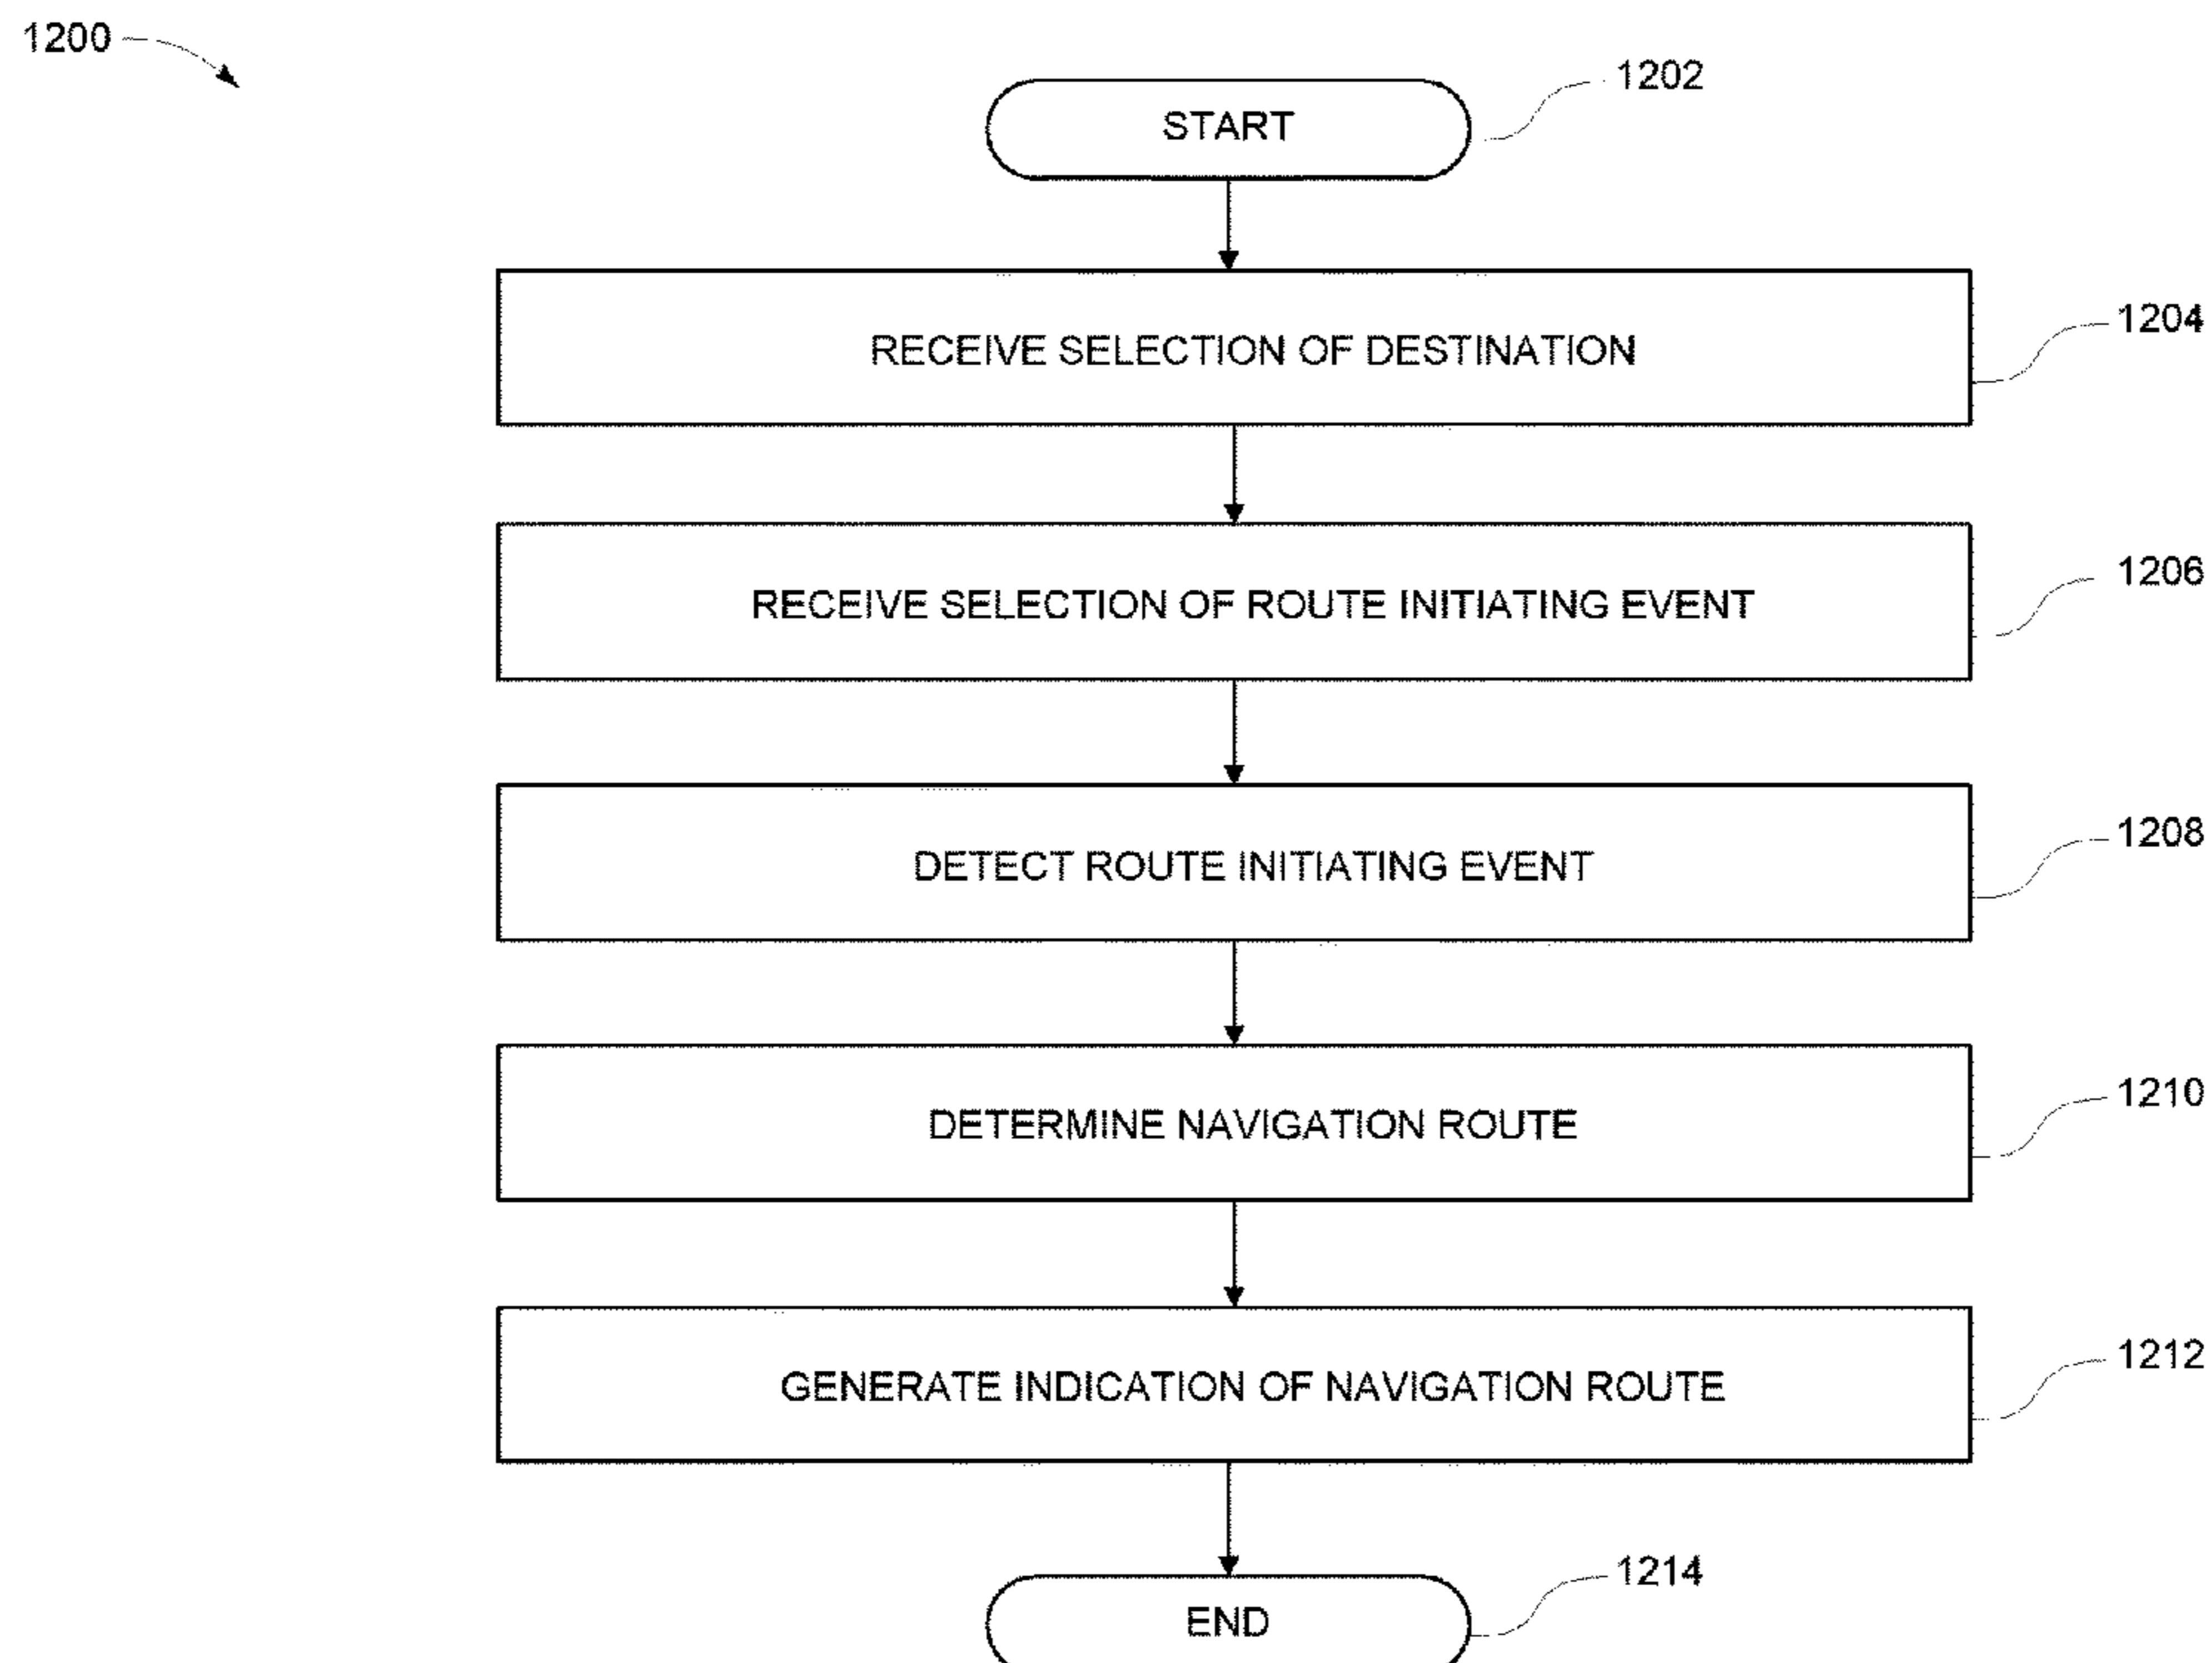 1200
START
1202
RECEIVE SELECTION OF DESTINATION
1204
RECEIVE SELECTION OF ROUTE INITIATING EVENT
1206
DETECT ROUTE INITIATING EVENT
1208
DETERMINE NAVIGATION ROUTE
1210
GENERATE INDICATION OF NAVIGATION ROUTE
1212
END
1214